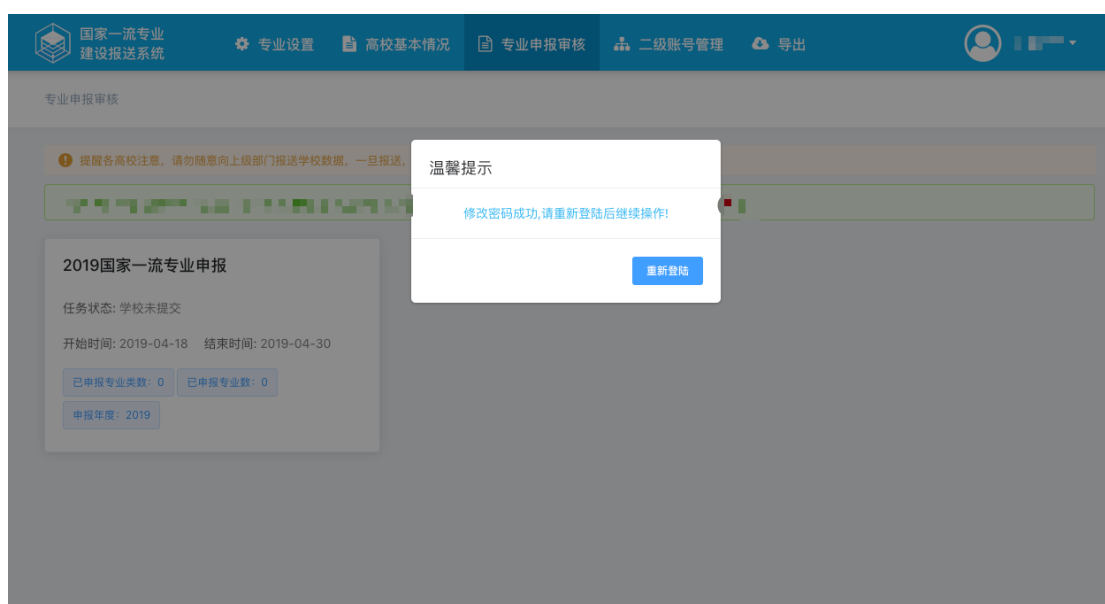 国家一流专业
建设报送系统
专业设置 高校基本情况 专业申报审核 二级账号管理 导出
专业申报审核
提醒各高校注意，请勿随意向上级部门报送学校数据，一旦报送，
温馨提示
修改密码成功,请重新登陆后继续操作!
重新登陆
2019国家一流专业申报
任务状态: 学校未提交
开始时间: 2019-04-18 结束时间: 2019-04-30
已申报专业类数：0 已申报专业数：0
申报年度：2019